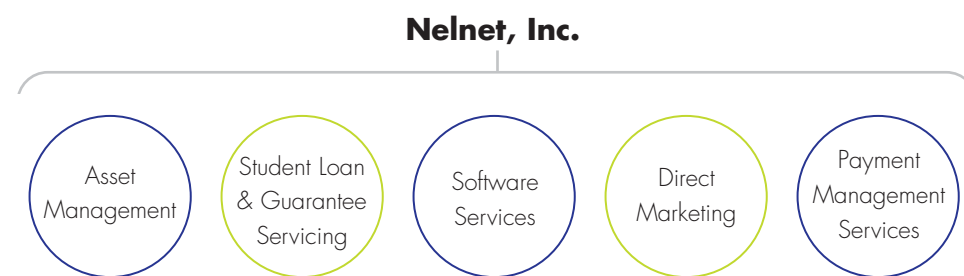 Nelnet, Inc.
Asset
Management
Student Loan
& Guarantee
Servicing
Software
Services
Direct
Marketing
Payment
Management
Services